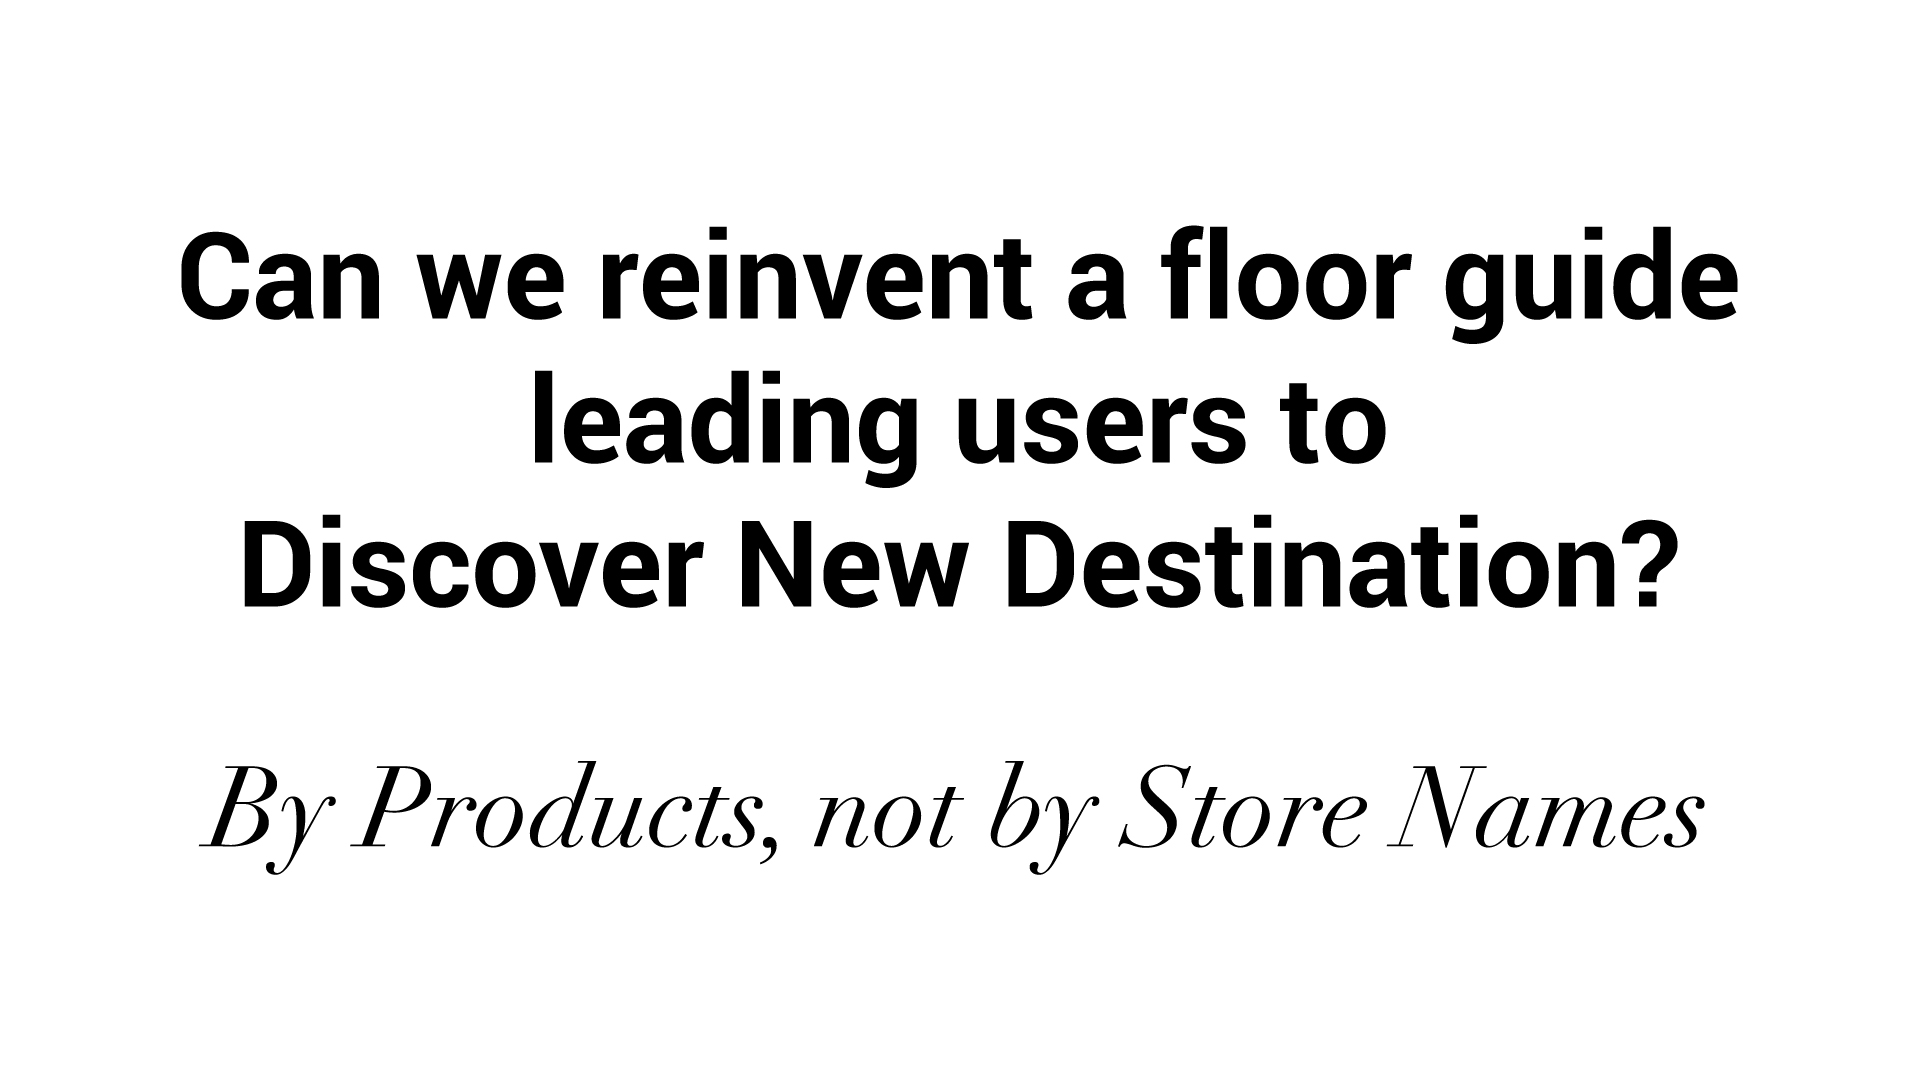 Can we reinvent a floor guide
leading users to
Discover New Destination?
By Products, not by Store Names